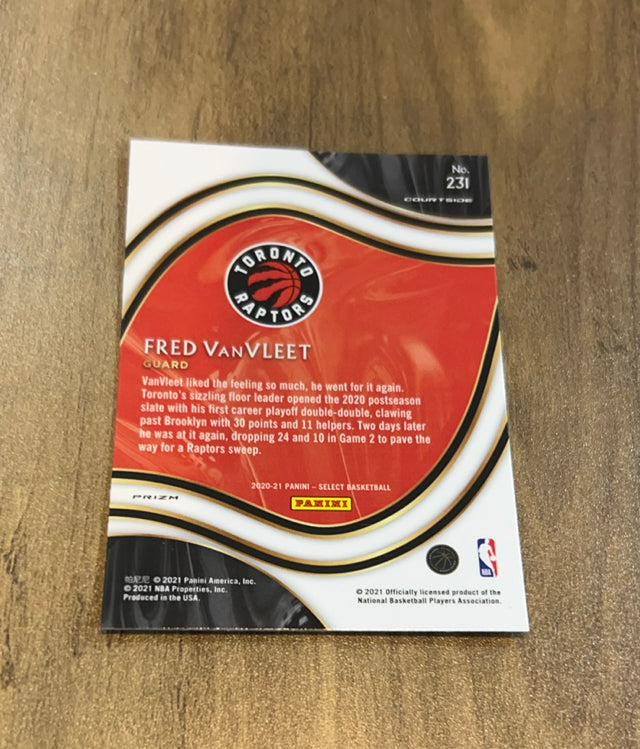 No.
231
COURTSIDE
TORONTO
RAPTORS
FRED VANVLEET
GUARD
VanVleet liked the feeling so much, he went for it again.
Toronto's sizzling floor leader opened the 2020 postseason
slate with his first career playoff double-double, clawing
past Brooklyn with 30 points and 11 helpers. Two days later
he was at it again, dropping 24 and 10 in Game 2 to pave the
way for a Raptors sweep.
2020-21 PANINI – SELECT BASKETBALL
PANINI
PRIZM
帕尼尼 © 2021 Panini America, Inc.
© 2021 NBA Properties, Inc.
Produced in the USA.
NBA
© 2021 Officially licensed product of the
National Basketball Players Association.